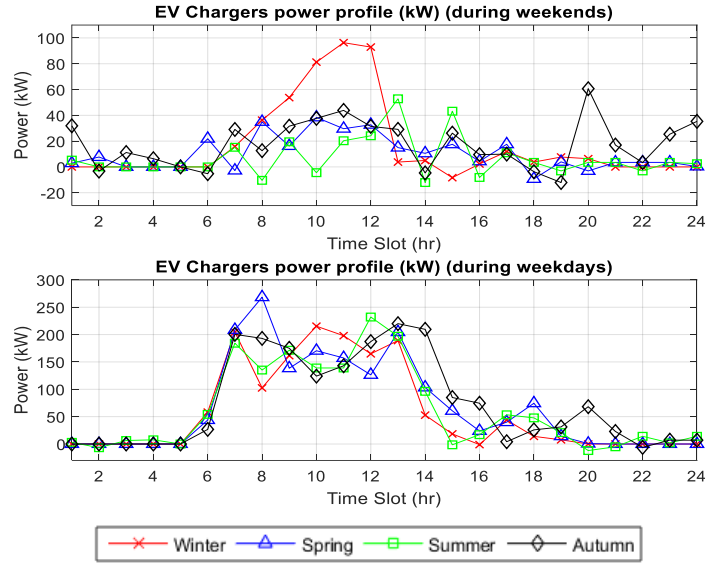 EV Chargers power profile (kW) (during weekends)
Power (kW)
100
80
60
40
20
0
-20
2 4 6 8 10 12 14 16 18 20 22 24
Time Slot (hr)
EV Chargers power profile (kW) (during weekdays)
Power (kW)
300
250
200
150
100
50
0
2 4 6 8 10 12 14 16 18 20 22 24
Time Slot (hr)
Winter Spring Summer Autumn